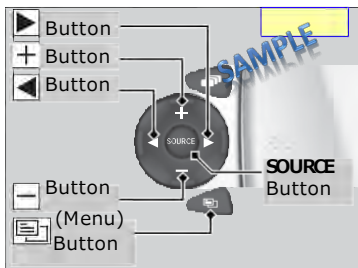 Button
SAMPLE
+ Button
Button
+
SOURCE
SOURCE
Button
− Button
−
(Menu)
Button